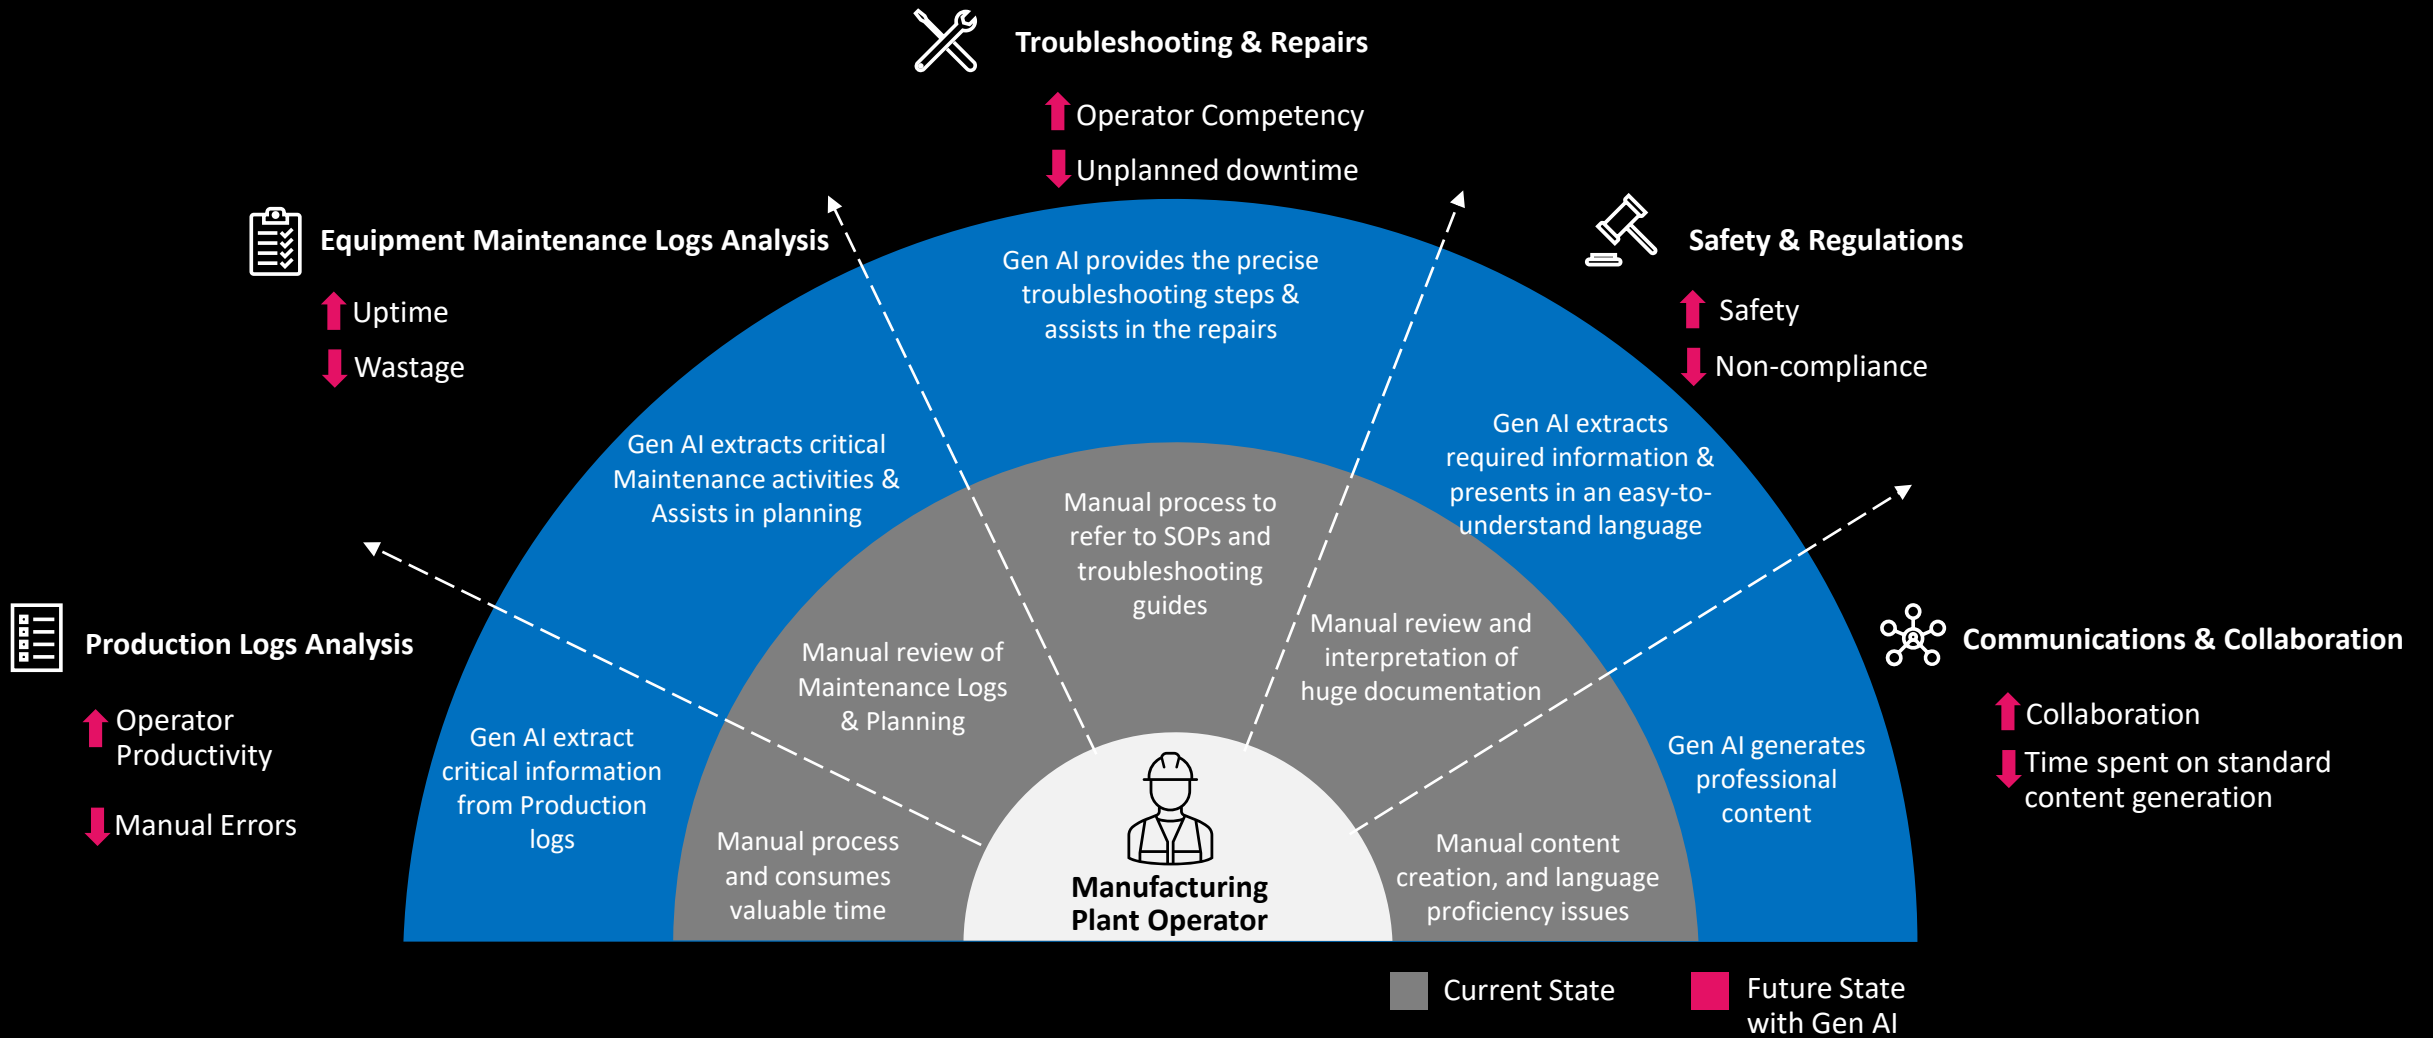 Troubleshooting & Repairs
Operator Competency
Unplanned downtime
Equipment Maintenance Logs Analysis
Uptime
Wastage
Safety & Regulations
Safety
Non-compliance
Production Logs Analysis
Operator
Productivity
Manual Errors
Communications & Collaboration
Collaboration
Time spent on standard
content generation
Gen AI extract
critical information
from Production
logs
Gen AI extracts critical
Maintenance activities &
Assists in planning
Gen AI provides the precise
troubleshooting steps &
assists in the repairs
Gen AI extracts
required information &
presents in an easy-to-
understand language
Gen AI generates
professional
content
Manual process
and consumes
valuable time
Manual review of
Maintenance Logs
& Planning
Manual process to
refer to SOPs and
troubleshooting
guides
Manual review and
interpretation of
huge documentation
Manual content
creation, and language
proficiency issues
Manufacturing
Plant Operator
Current State
Future State
with Gen AI